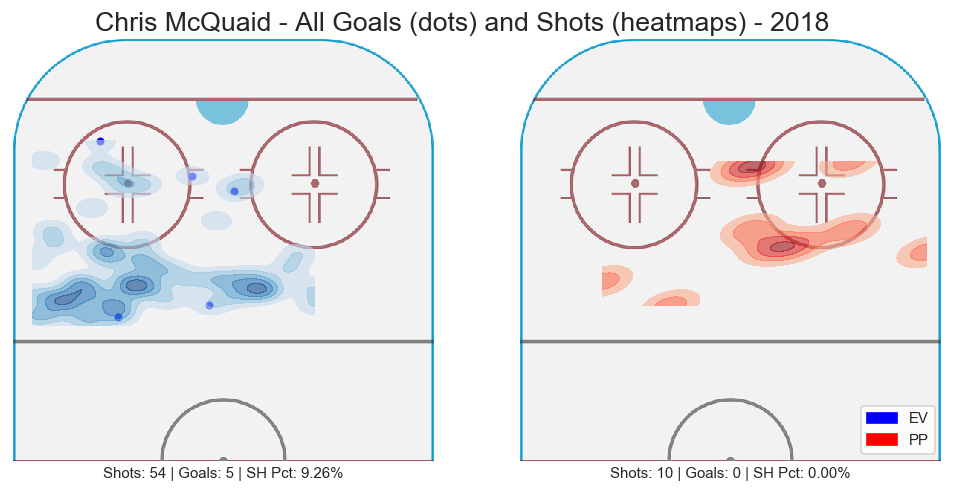 Chris McQuaid - All Goals (dots) and Shots (heatmaps) - 2018
EV
PP
Shots: 54 | Goals: 5 | SH Pct: 9.26%
Shots: 10 | Goals: 0 | SH Pct: 0.00%